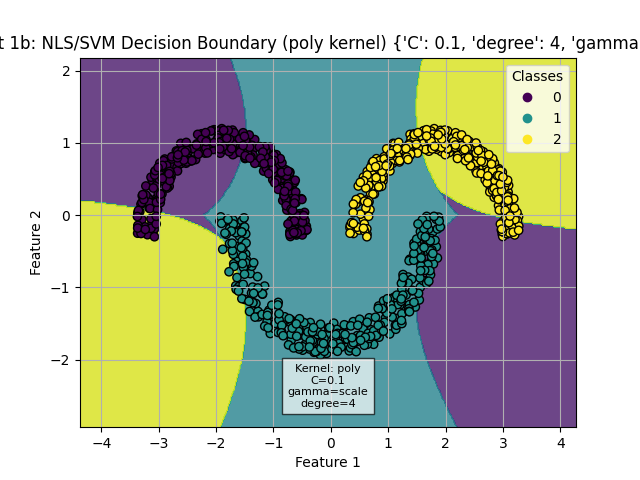 t 1b: NLS/SVM Decision Boundary (poly kernel) {'C': 0.1, 'degree': 4, 'gamma
Classes
0
1
2
2
1
0
−1
−2
Feature 2
Kernel: poly
C=0.1
gamma=scale
degree=4
−4 −3 −2 −1 0 1 2 3 4
Feature 1